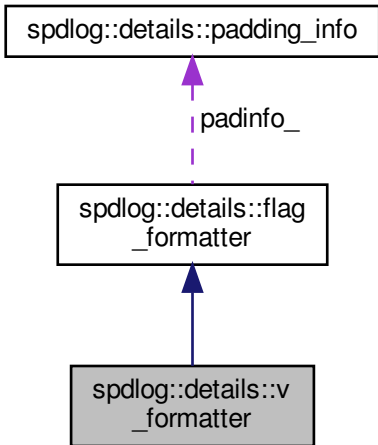 spdlog::details::padding_info
padinfo_
spdlog::details::flag
_formatter
spdlog::details::v
_formatter